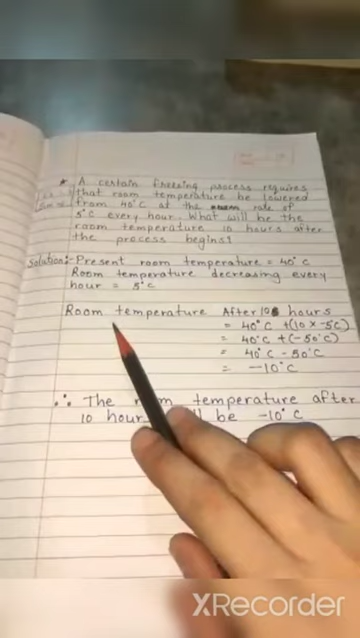 * A certain freezing process requires
that room temperature be lowered
from 40°C at the rate of
5°C every hour. What will be the
room temperature 10 hours after
the process begins?
Solution:- Present room temperature = 40°C
Room temperature decreasing every
hour = 5°C
Room temperature After 10 hours
= 40°C + (10 × -5°C)
= 40°C + (-50°C)
= 40°C - 50°C
= -10°C
∴ The room temperature after
10 hour be -10°C
XRecorder